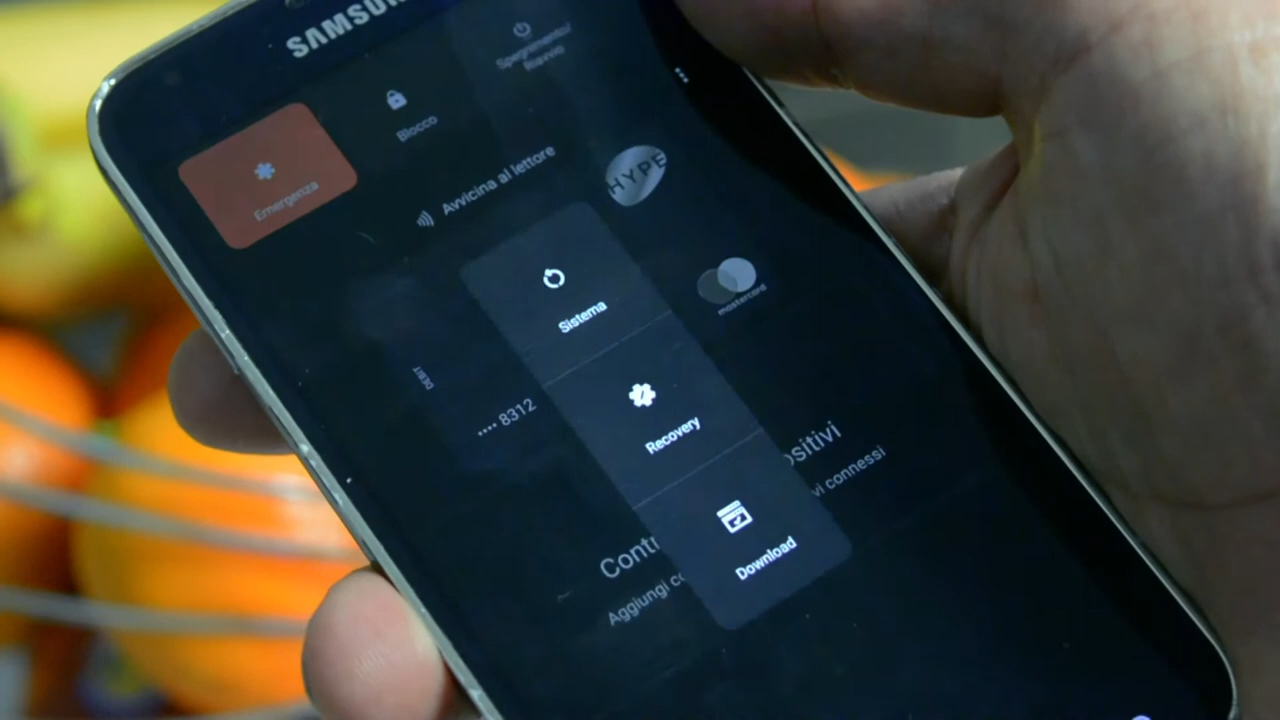 SAMSUNG
Spegnimento/
Riavvio
Blocco
Emergenza
Avvicina al lettore
HYPE
Sistema
mastercard
DEBIT
•••• 8312
Recovery
ositivi
vi connessi
Download
Contr
Aggiungi co